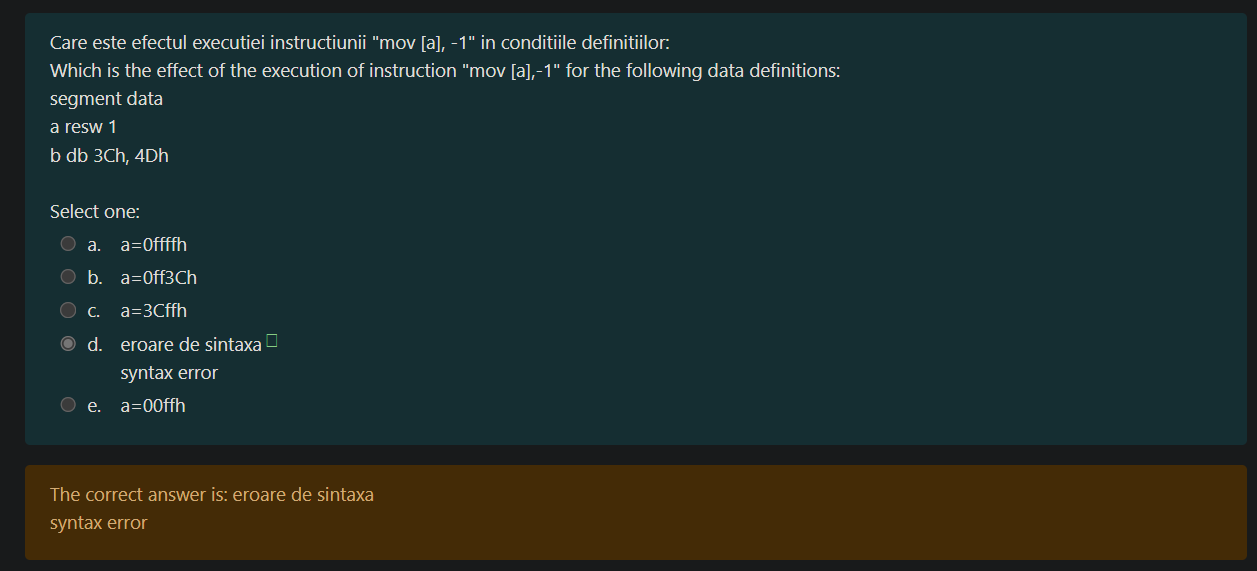 Care este efectul executiei instructiunii "mov [a], -1" in conditiile definitiilor:
Which is the effect of the execution of instruction "mov [a],-1" for the following data definitions:
segment data
a resw 1
b db 3Ch, 4Dh
Select one:
a. a=0ffffh
b. a=0ff3Ch
c. a=3Cffh
d. eroare de sintaxa
syntax error
e. a=00ffh
The correct answer is: eroare de sintaxa
syntax error